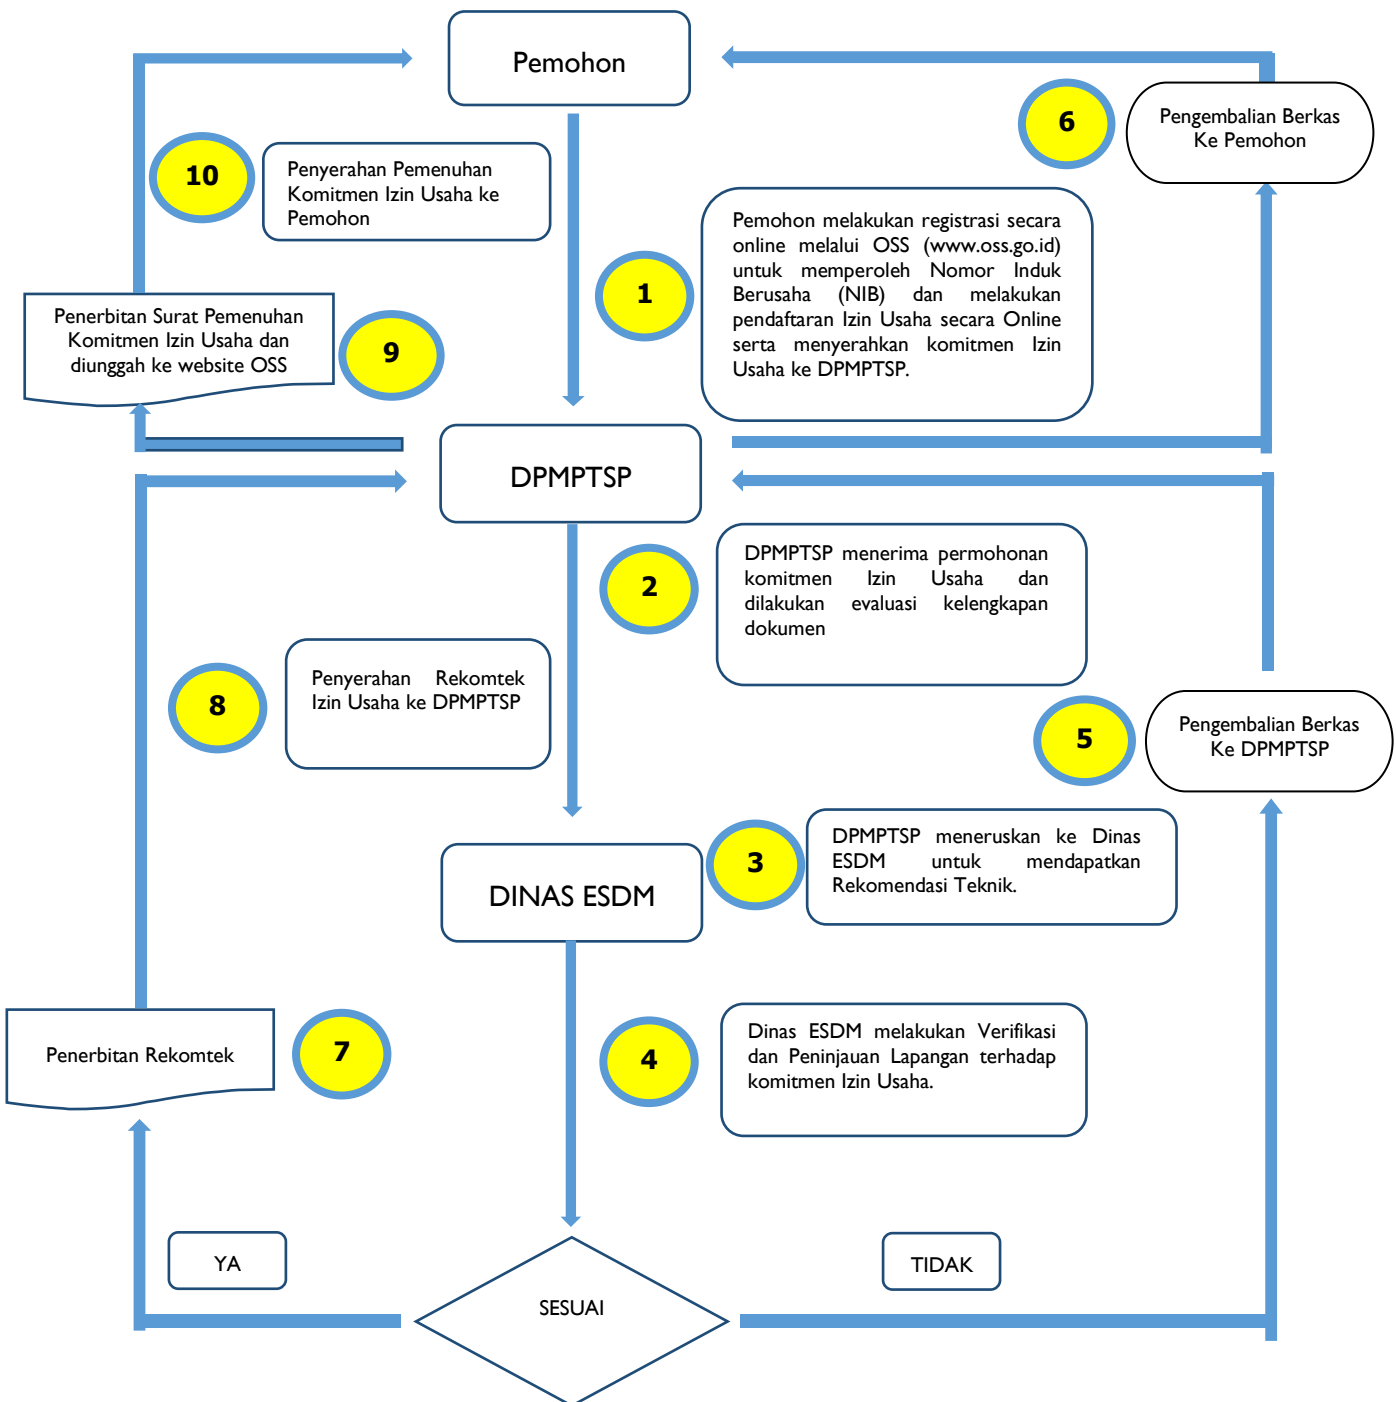 Pemohon
6
Pengembalian Berkas
Ke Pemohon
10
Penyerahan Pemenuhan
Komitmen Izin Usaha ke
Pemohon
1
Pemohon melakukan registrasi secara
online melalui OSS (www.oss.go.id)
untuk memperoleh Nomor Induk
Berusaha (NIB) dan melakukan
pendaftaran Izin Usaha secara Online
serta menyerahkan komitmen Izin
Usaha ke DPMPTSP.
Penerbitan Surat Pemenuhan
Komitmen Izin Usaha dan
diunggah ke website OSS
9
DPMPTSP
2
DPMPTSP menerima permohonan
komitmen Izin Usaha dan
dilakukan evaluasi kelengkapan
dokumen
8
Penyerahan Rekomtek
Izin Usaha ke DPMPTSP
5
Pengembalian Berkas
Ke DPMPTSP
DINAS ESDM
3
DPMPTSP meneruskan ke Dinas
ESDM untuk mendapatkan
Rekomendasi Teknik.
Penerbitan Rekomtek
7
4
Dinas ESDM melakukan Verifikasi
dan Peninjauan Lapangan terhadap
komitmen Izin Usaha.
YA
TIDAK
SESUAI